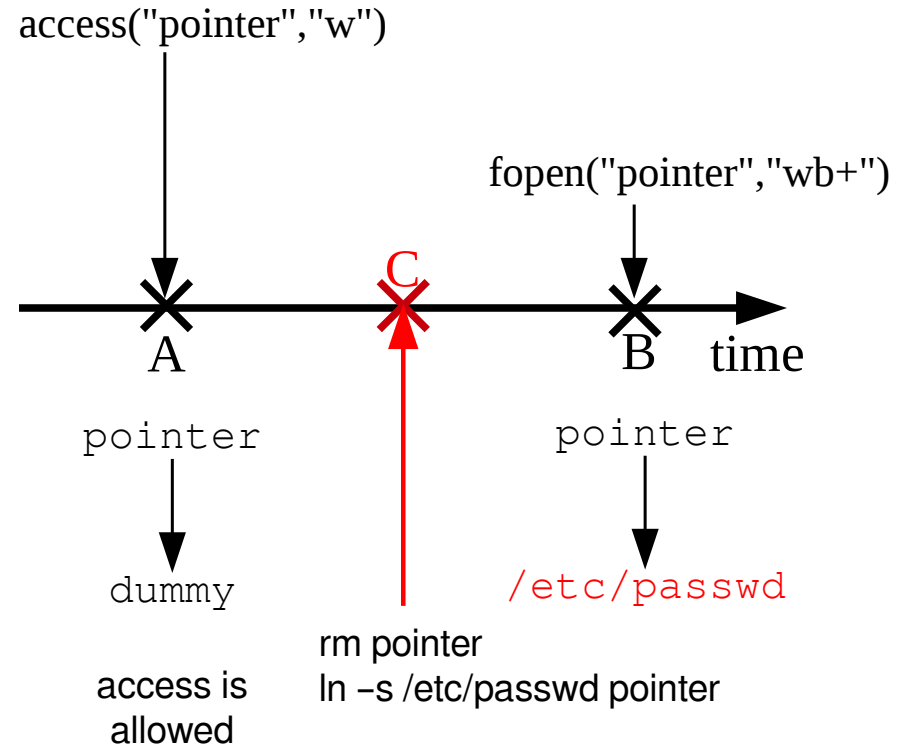 access("pointer","w")
fopen("pointer","wb+")
C
A
B
time
pointer
pointer
dummy
/etc/passwd
rm pointer
ln –s /etc/passwd pointer
access is
allowed